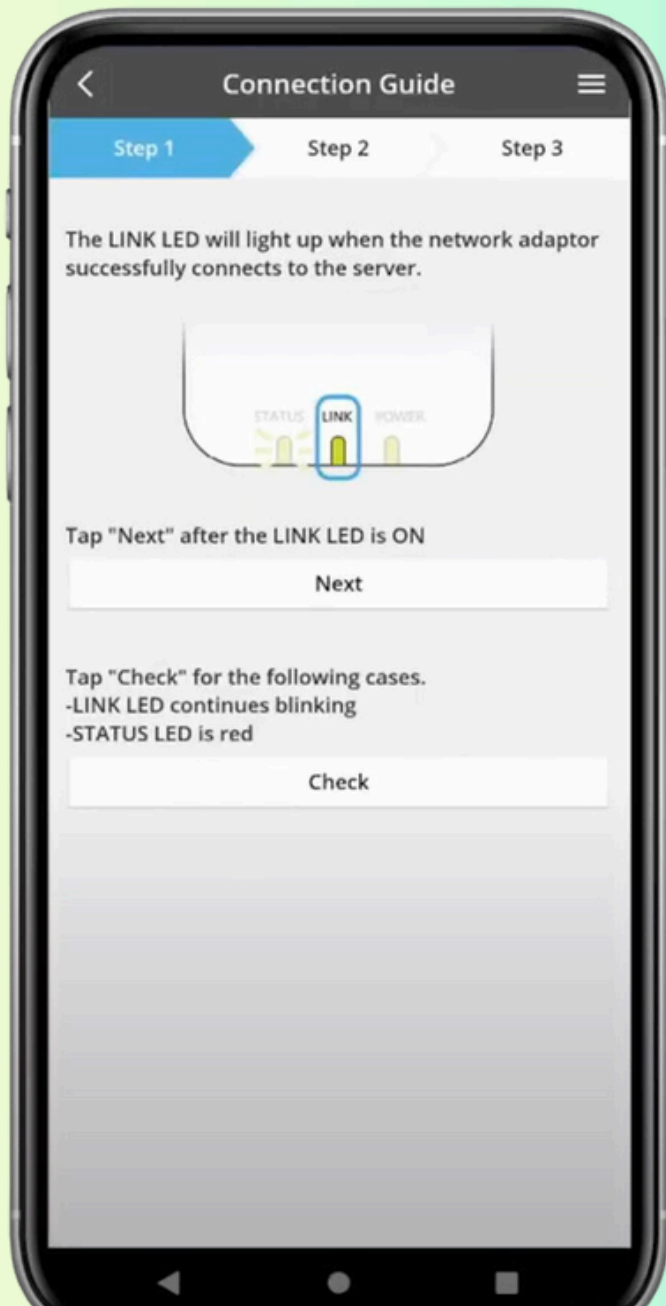 Connection Guide
Step 1
Step 2
Step 3
The LINK LED will light up when the network adaptor
successfully connects to the server.
STATUS
LINK
POWER
Tap "Next" after the LINK LED is ON
Next
Tap "Check" for the following cases.
-LINK LED continues blinking
-STATUS LED is red
Check